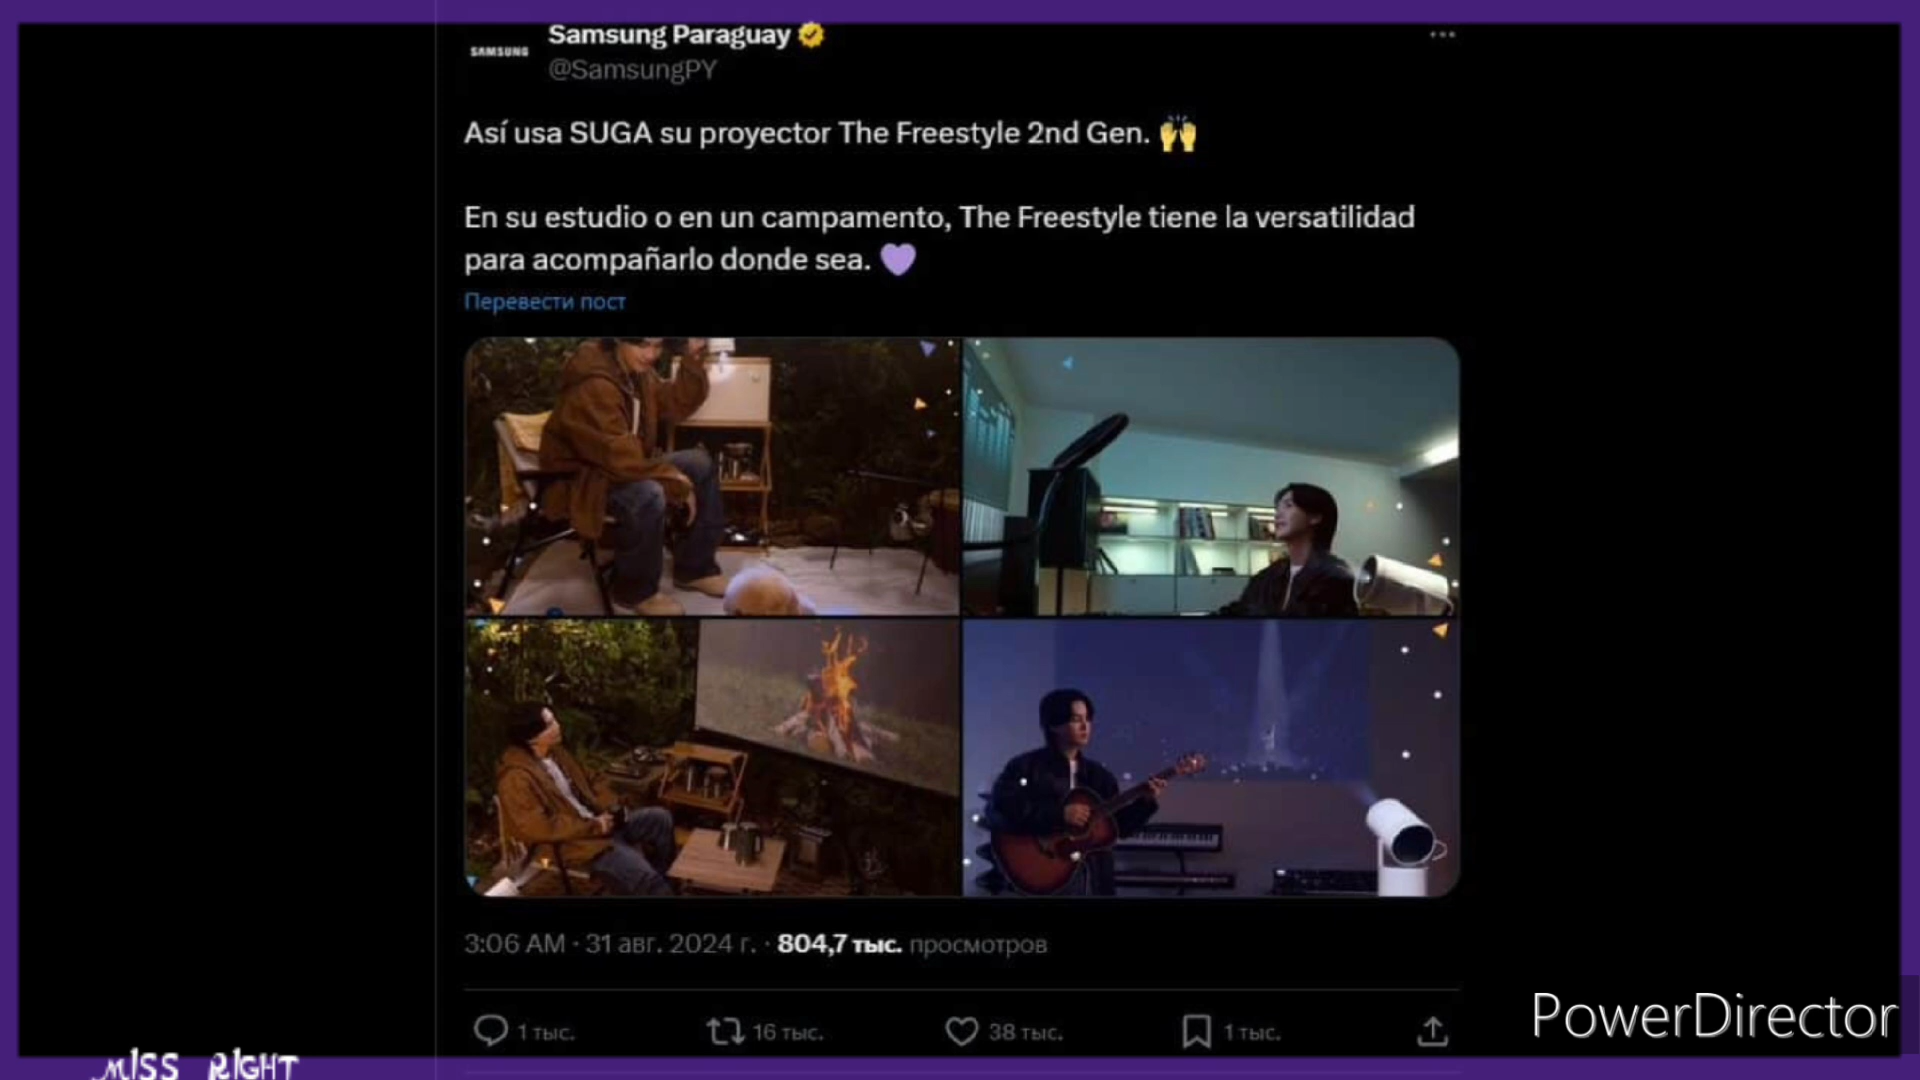 Samsung Paraguay
SAMSUNG
@SamsungPY
Así usa SUGA su proyector The Freestyle 2nd Gen. 🙌
En su estudio o en un campamento, The Freestyle tiene la versatilidad
para acompañarlo donde sea. 💜
Перевести пост
3:06 AM · 31 авг. 2024 г. · 804,7 тыс. просмотров
1 тыс. 16 тыс. 38 тыс. 1 тыс.
PowerDirector
MISS RIGHT